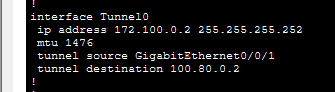 !
interface Tunnel0
ip address 172.100.0.2 255.255.255.252
mtu 1476
tunnel source GigabitEthernet0/0/1
tunnel destination 100.80.0.2
!